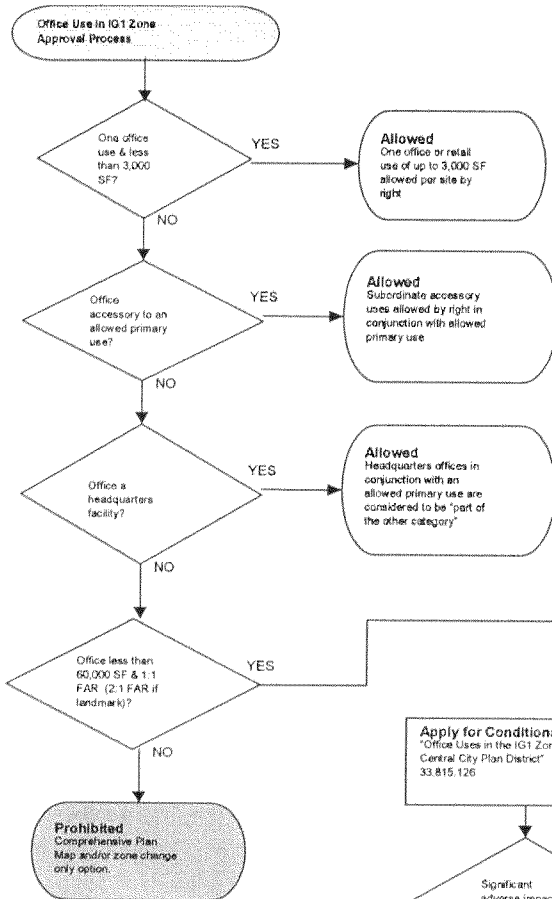 Office Use in IG1 Zone
Approval Process
One office
use & less
than 3,000
SF?
YES
Allowed
One office or retail
use of up to 3,000 SF
allowed per site by
right
NO
Office
accessory to an
allowed primary
use?
YES
Allowed
Subordinate accessory
uses allowed by right in
conjunction with allowed
primary use
NO
Office a
headquarters
facility?
YES
Allowed
Headquarters offices in
conjunction with an
allowed primary use are
considered to be "part
of the other category"
NO
Office less than
60,000 SF & 1:1
FAR (2:1 FAR if
landmark)?
YES
NO
Prohibited
Comprehensive Plan
Map and/or zone change
only option.
Apply for Conditiona
"Office Uses in the IG1 Zon
Central City Plan District"
33.815.126
Significant
adverse impac